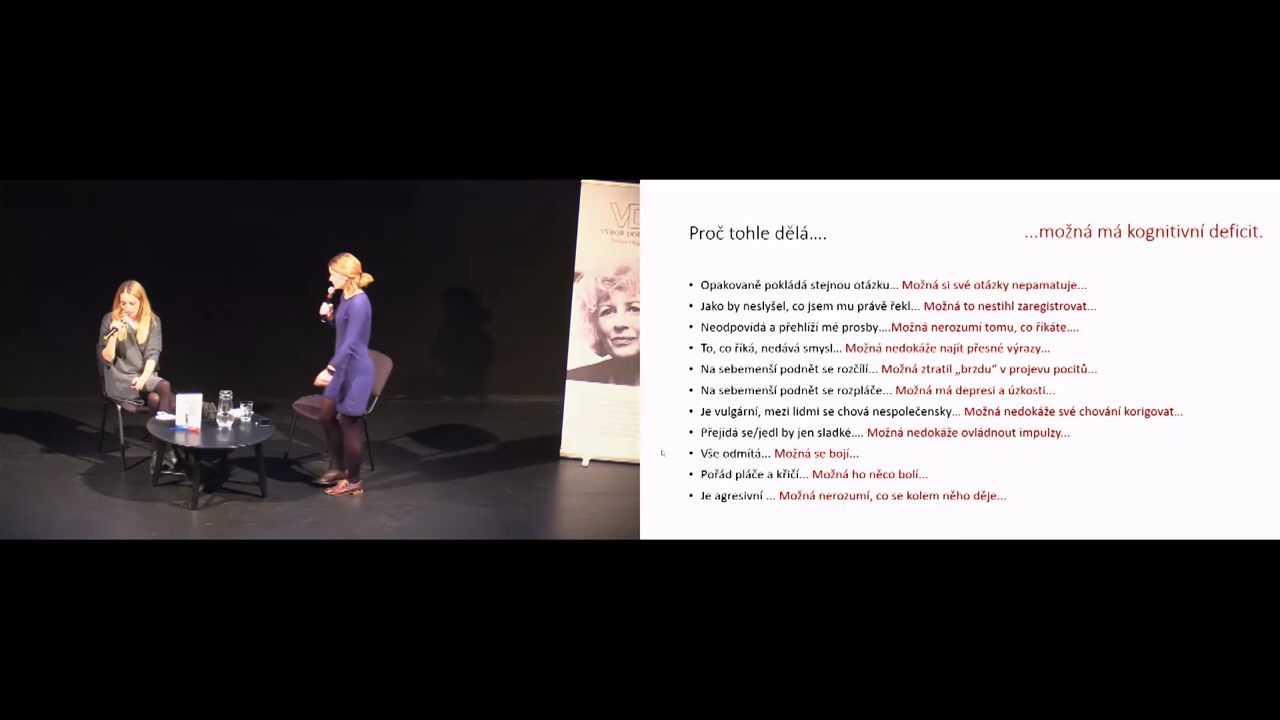 VD
VÝBOR DOB
Proč tohle dělá....
...možná má kognitivní deficit.
• Opakovaně pokládá stejnou otázku... Možná si své otázky nepamatuje...
• Jako by neslyšel, co jsem mu právě řekl... Možná to nestihl zaregistrovat...
• Neodpovídá a přehlíží mé prosby....Možná nerozumí tomu, co říkáte....
• To, co říká, nedává smysl... Možná nedokáže najít přesné výrazy...
• Na sebemenší podnět se rozčílí... Možná ztratil „brzdu“ v projevu pocitů...
• Na sebemenší podnět se rozpláče... Možná má depresi a úzkosti...
• Je vulgární, mezi lidmi se chová nespolečensky... Možná nedokáže své chování korigovat...
• Přejídá se/jedl by jen sladké.... Možná nedokáže ovládnout impulzy...
• Vše odmítá... Možná se bojí...
• Pořád pláče a křičí... Možná ho něco bolí...
• Je agresivní ... Možná nerozumí, co se kolem něho děje...